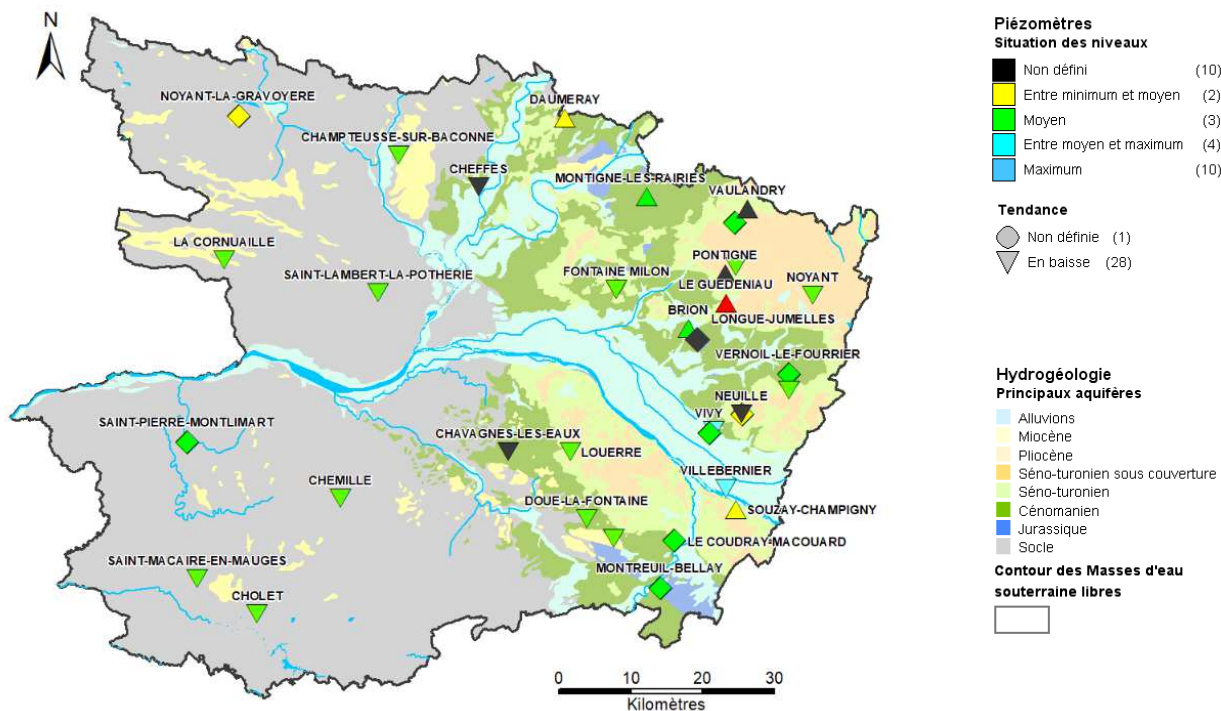 N
NOYANT-LA-GRAVOYERE
DAUMERAY
CHAMPTEUSSE-SUR-BACONNE
CHEFFES
MONTIGNE-LES-RAIRIES
VAULANDRY
LA CORNUAILLE
SAINT-LAMBERT-LA-POTHERIE
FONTAINE MILON
PONTIGNE
NOYANT
LE GUEDENIAU
BRION
LONGUE-JUMELLES
VERNOIL-LE-FOURRIER
NEUILLE
VIVY
SAINT-PIERRE-MONTLIMART
CHAVAGNES-LES-EAUX
LOUERRE
VILLEBERNIER
CHEMILLE
DOUE-LA-FONTAINE
SOUZAY-CHAMPIGNY
LE COUDRAY-MACOUARD
SAINT-MACAIRE-EN-MAUGES
MONTREUIL-BELLAY
CHOLET
0 10 20 30
Kilomètres
Piézomètres
Situation des niveaux
Non défini (10)
Entre minimum et moyen (2)
Moyen (3)
Entre moyen et maximum (4)
Maximum (10)
Tendance
Non définie (1)
En baisse (28)
Hydrogéologie
Principaux aquifères
Alluvions
Miocène
Pliocène
Séno-turonien sous couverture
Séno-turonien
Cénomanien
Jurassique
Socle
Contour des Masses d'eau
souterraine libres